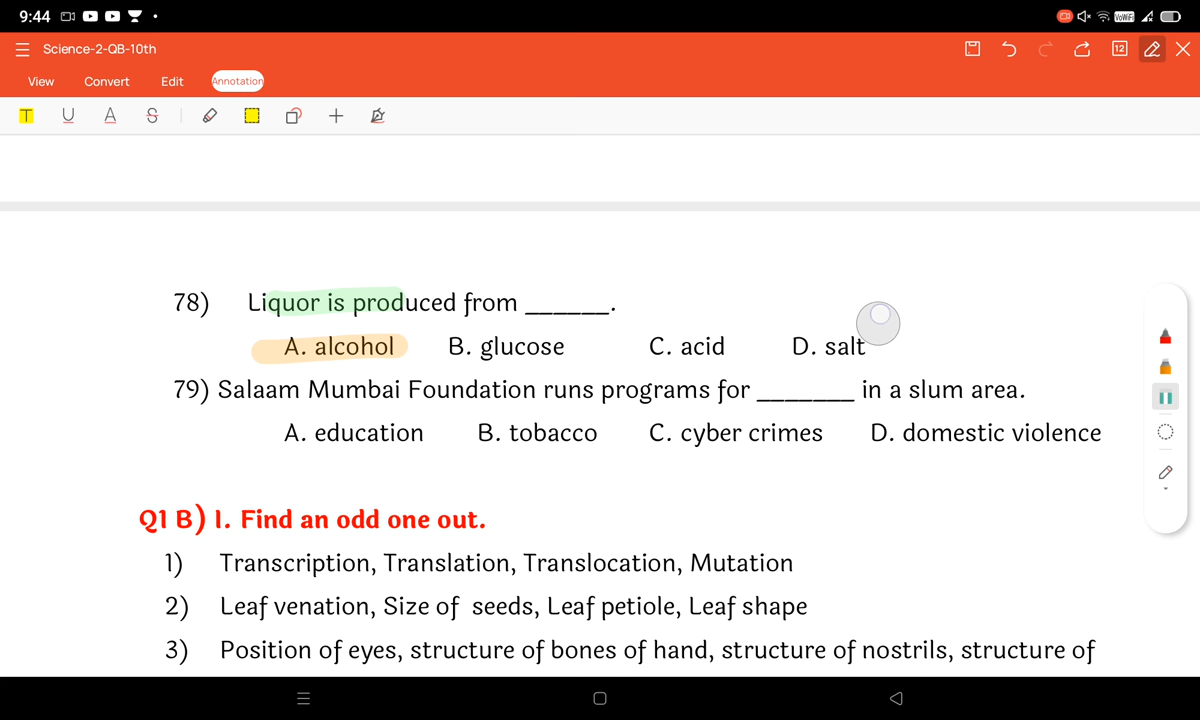 9:44
VoWiFi
Science-2-QB-10th
12
View Convert Edit Annotation
T U A S
78) Liquor is produced from ______.
A. alcohol B. glucose C. acid D. salt
79) Salaam Mumbai Foundation runs programs for _______ in a slum area.
A. education B. tobacco C. cyber crimes D. domestic violence
Q1 B) I. Find an odd one out.
1) Transcription, Translation, Translocation, Mutation
2) Leaf venation, Size of seeds, Leaf petiole, Leaf shape
3) Position of eyes, structure of bones of hand, structure of nostrils, structure of